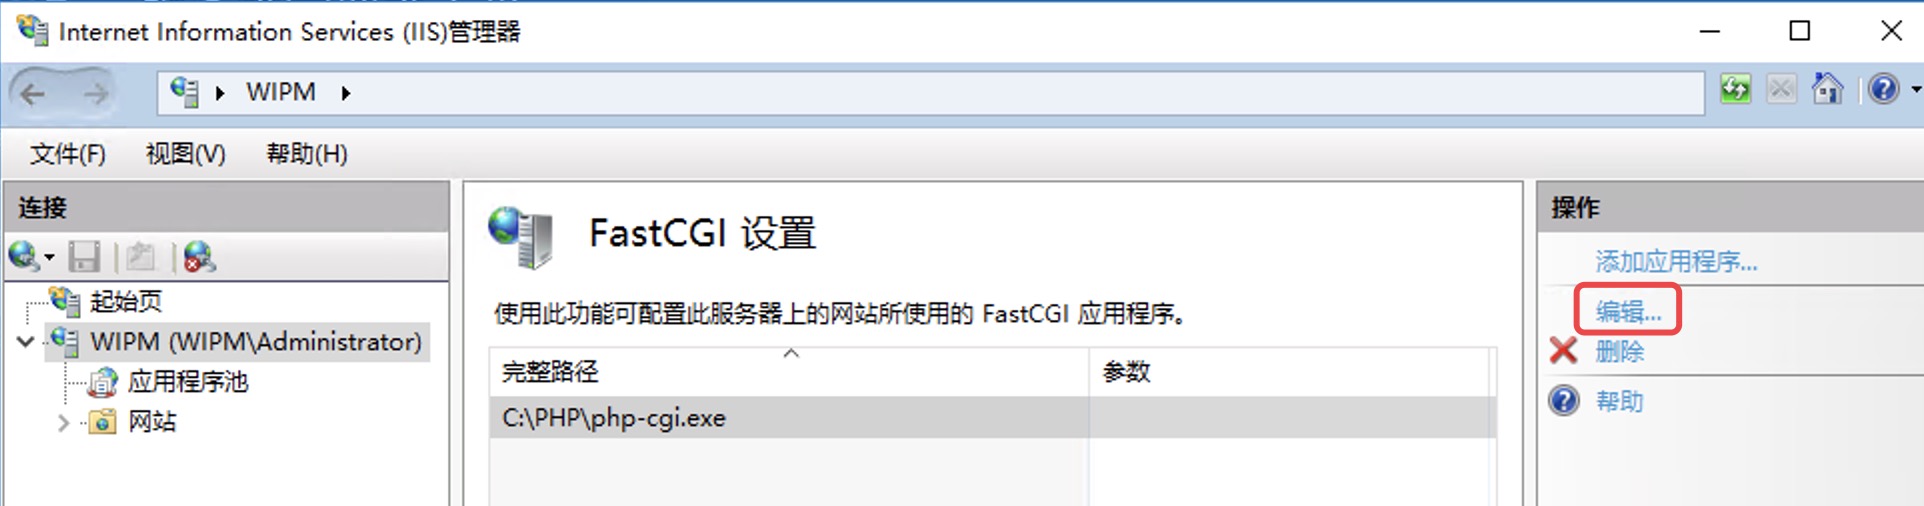 Internet Information Services (IIS)管理器
WIPM
文件(F) 视图(V) 帮助(H)
连接
起始页
WIPM (WIPM\Administrator)
应用程序池
网站
FastCGI 设置
使用此功能可配置此服务器上的网站所使用的 FastCGI 应用程序。
完整路径 参数
C:\PHP\php-cgi.exe
操作
添加应用程序...
编辑...
删除
帮助